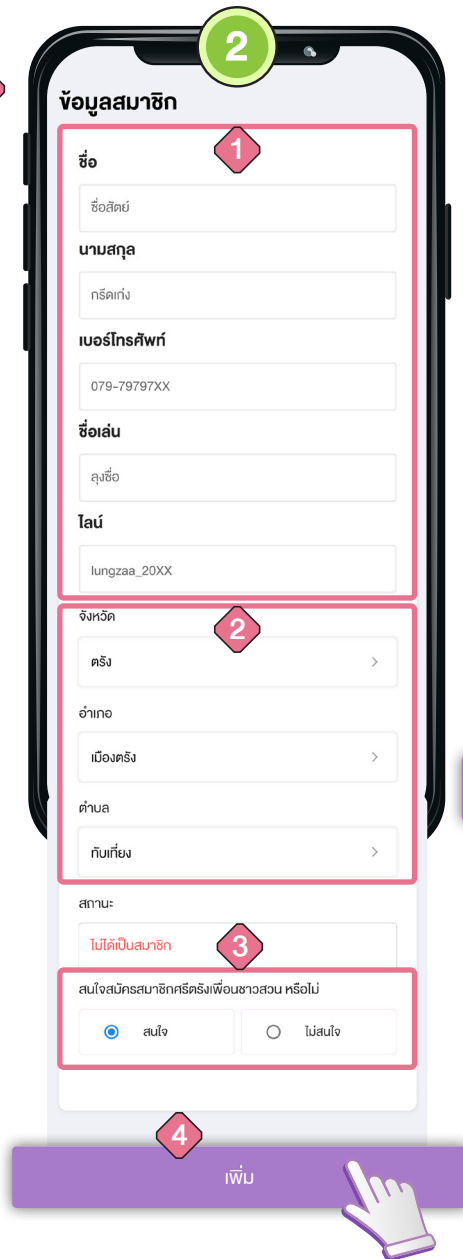 2
ข้อมูลสมาชิก
1
ชื่อ
ชื่อสัตย์
นามสกุล
กรีดเก่ง
เบอร์โทรศัพท์
079-79797XX
ชื่อเล่น
ลุงซื่อ
ไลน์
lungzaa_20XX
จังหวัด
2
ตรัง
อำเภอ
เมืองตรัง
ตำบล
ทับเที่ยง
สถานะ
ไม่ได้เป็นสมาชิก
3
สนใจสมัครสมาชิกศรีตรังเพื่อนชาวสวน หรือไม่
สนใจ ไม่สนใจ
4
เพิ่ม